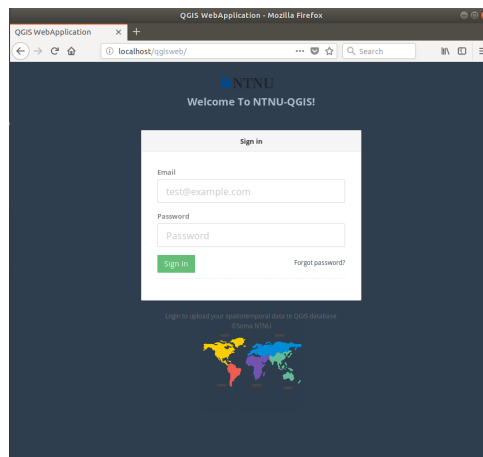 QGIS WebApplication - Mozilla Firefox
QGIS WebApplication × +
localhost/qgisweb/ Search
NTNU
Welcome To NTNU-QGIS!
Sign in
Email
test@example.com
Password
Password
Sign In Forgot password?
Login to upload your spatiotemporal data to QGIS database
©Sema NTNU